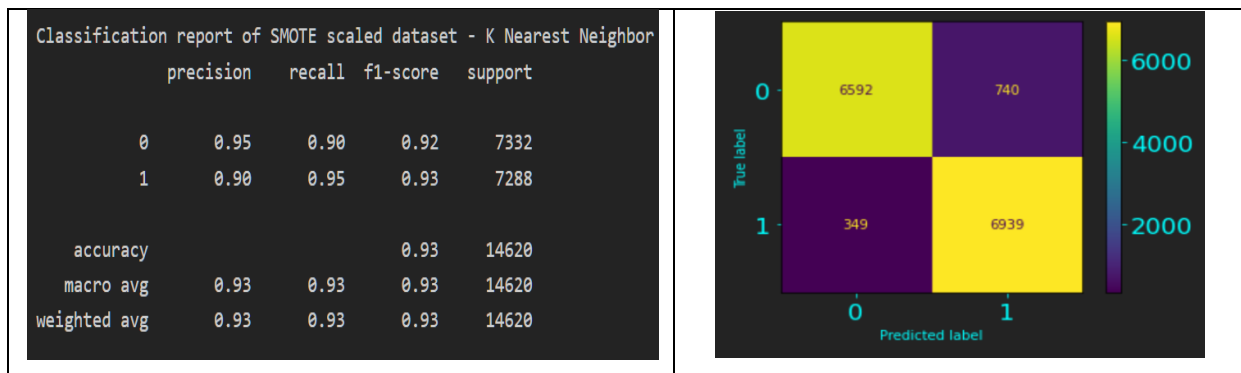 Classification report of SMOTE scaled dataset - K Nearest Neighbor
precision recall f1-score support
0 0.95 0.90 0.92 7332
1 0.90 0.95 0.93 7288
accuracy 0.93 14620
macro avg 0.93 0.93 0.93 14620
weighted avg 0.93 0.93 0.93 14620
True label
0
1
6592 740
349 6939
0 1
Predicted label
6000
4000
2000